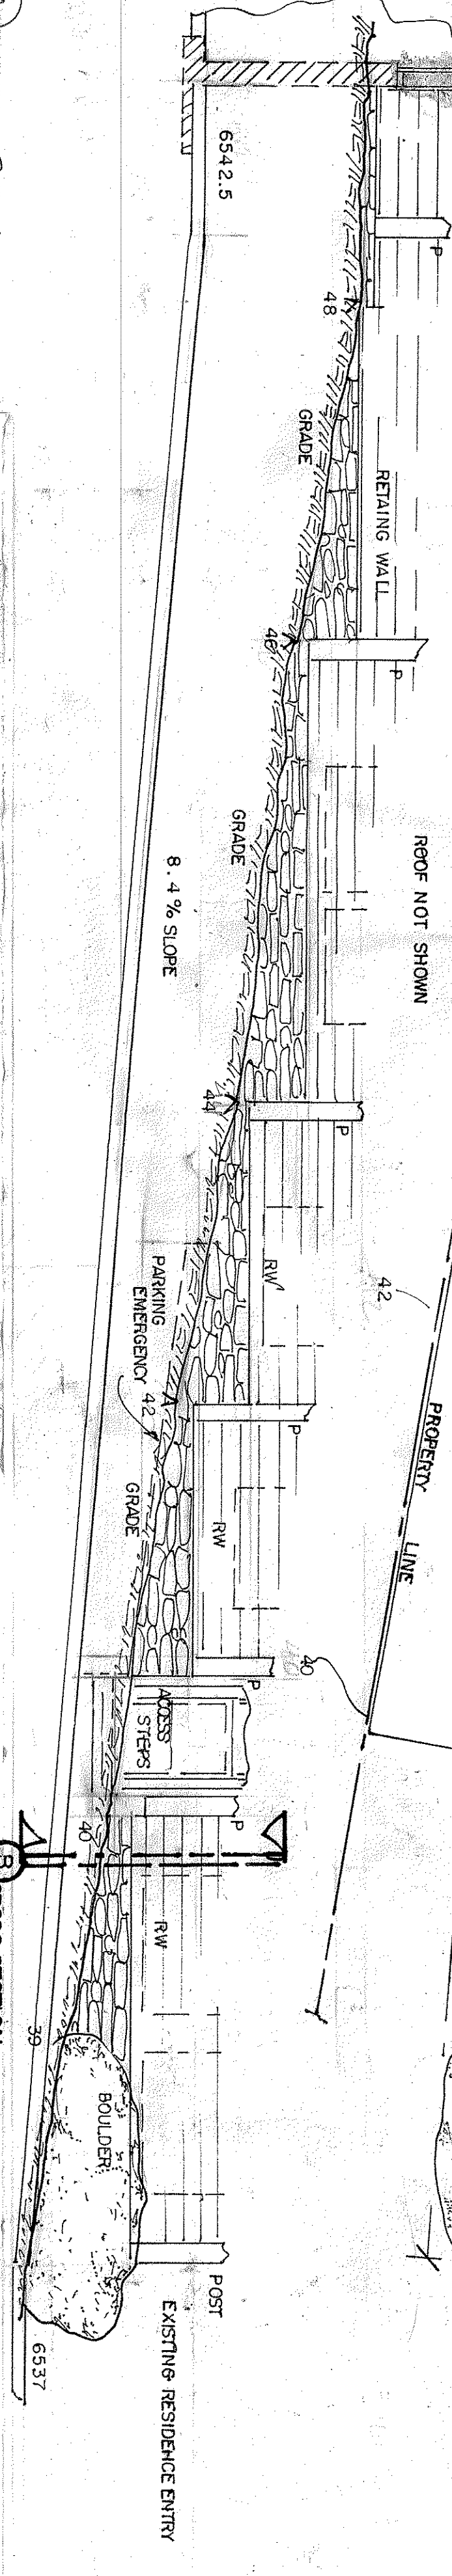 6542.5
P
48
GRADE
RETAING WALL
46
P
ROOF NOT SHOWN
GRADE
8.4 % SLOPE
44
P
RW
42
PROPERTY
LINE
40
PARKING
EMERGENCY 42
P
RW
GRADE
P
ACCESS
STEPS
P
40
B
RW
39
BOULDER
POST
6537
EXISTING RESIDENCE ENTRY